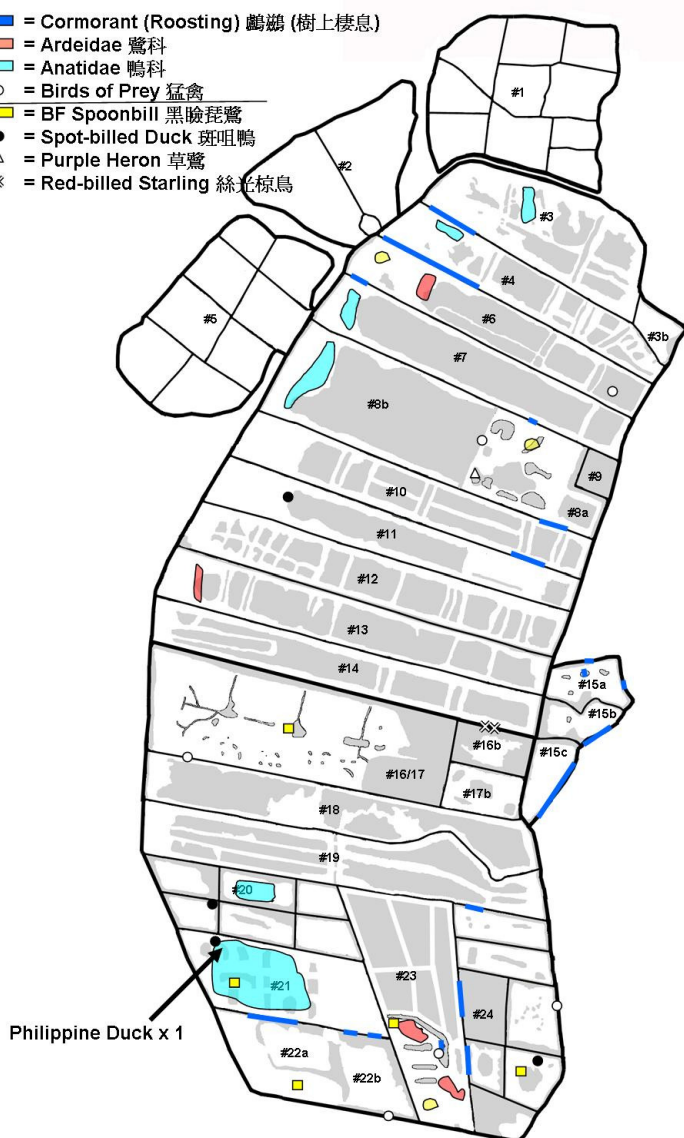 = Cormorant (Roosting) 鸕鷀 (樹上棲息)
= Ardeidae 鷺科
= Anatidae 鴨科
= Birds of Prey 猛禽
= BF Spoonbill 黑瞼琵鷺
= Spot-billed Duck 斑咀鴨
= Purple Heron 草鷺
= Red-billed Starling 絲光椋鳥
#1
#2
#3
#4
#3b
#5
#6
#7
#8b
#9
#10
#8a
#11
#12
#13
#14
#15a
#15b
#16b
#15c
#16/17
#17b
#18
#19
#20
#23
#21
#24
Philippine Duck x 1
#22a
#22b